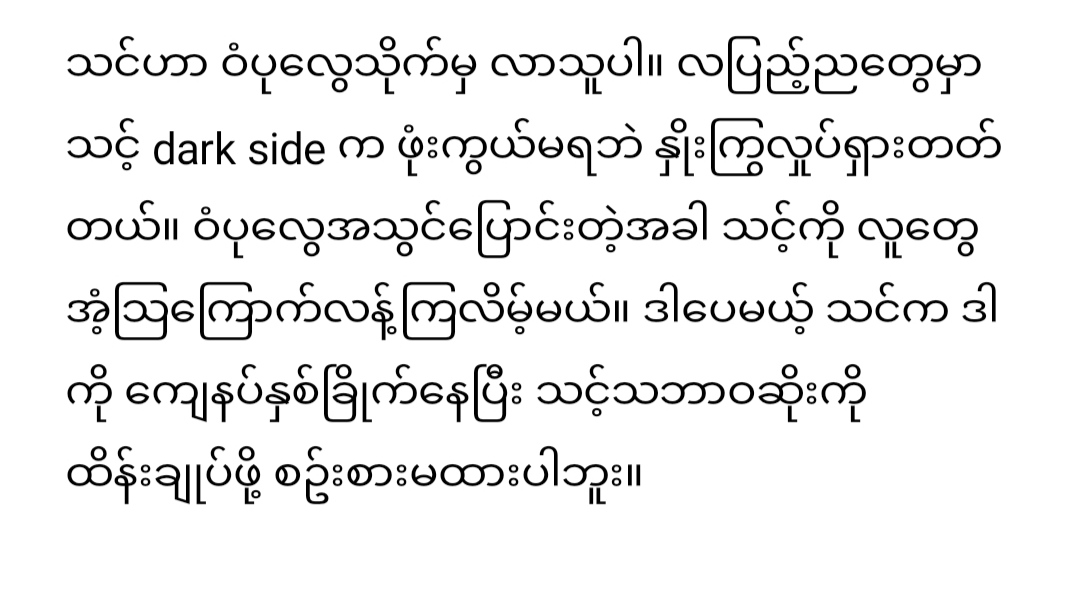 သင်ဟာ ဝံပုလွေသိုက်မှ လာသူပါ။ လပြည့်ညတွေမှာ
သင့် dark side က ဖုံးကွယ်မရဘဲ နှိုးကြွလှုပ်ရှားတတ်
တယ်။ ဝံပုလွေအသွင်ပြောင်းတဲ့အခါ သင့်ကို လူတွေ
အံ့ဩကြောက်လန့်ကြလိမ့်မယ်။ ဒါပေမယ့် သင်က ဒါ
ကို ကျေနပ်နှစ်ခြိုက်နေပြီး သင့်သဘာဝဆိုးကို
ထိန်းချုပ်ဖို့ စဥ်းစားမထားပါဘူး။